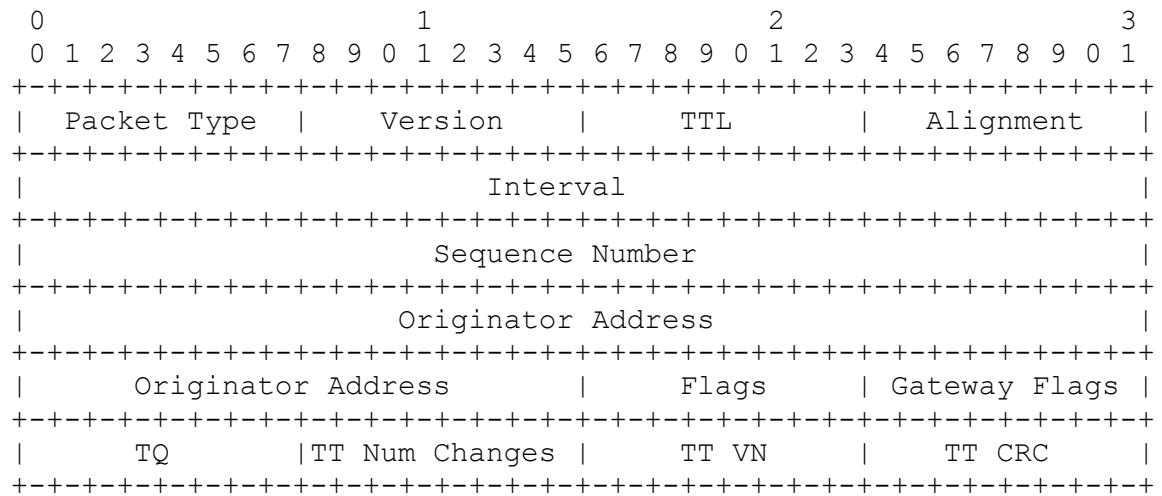 0                   1                   2                   3
 0 1 2 3 4 5 6 7 8 9 0 1 2 3 4 5 6 7 8 9 0 1 2 3 4 5 6 7 8 9 0 1
+-+-+-+-+-+-+-+-+-+-+-+-+-+-+-+-+-+-+-+-+-+-+-+-+-+-+-+-+-+-+-+-+
|  Packet Type  |    Version    |     TTL       |   Alignment   |
+-+-+-+-+-+-+-+-+-+-+-+-+-+-+-+-+-+-+-+-+-+-+-+-+-+-+-+-+-+-+-+-+
|                          Interval                             |
+-+-+-+-+-+-+-+-+-+-+-+-+-+-+-+-+-+-+-+-+-+-+-+-+-+-+-+-+-+-+-+-+
|                       Sequence Number                         |
+-+-+-+-+-+-+-+-+-+-+-+-+-+-+-+-+-+-+-+-+-+-+-+-+-+-+-+-+-+-+-+-+
|                     Originator Address                        |
+-+-+-+-+-+-+-+-+-+-+-+-+-+-+-+-+-+-+-+-+-+-+-+-+-+-+-+-+-+-+-+-+
|      Originator Address       |     Flags     | Gateway Flags |
+-+-+-+-+-+-+-+-+-+-+-+-+-+-+-+-+-+-+-+-+-+-+-+-+-+-+-+-+-+-+-+-+
|      TQ       |TT Num Changes |     TT VN     |    TT CRC     |
+-+-+-+-+-+-+-+-+-+-+-+-+-+-+-+-+-+-+-+-+-+-+-+-+-+-+-+-+-+-+-+-+